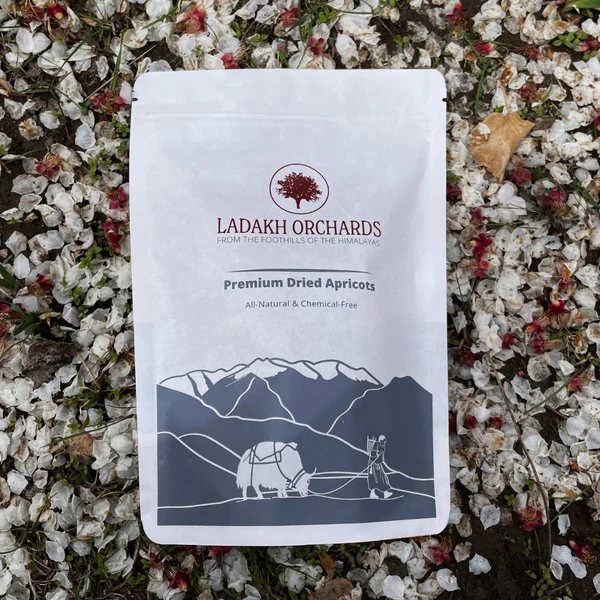 LADAKH ORCHARDS
FROM THE FOOTHILLS OF THE HIMALAYAS
Premium Dried Apricots
All-Natural & Chemical-Free